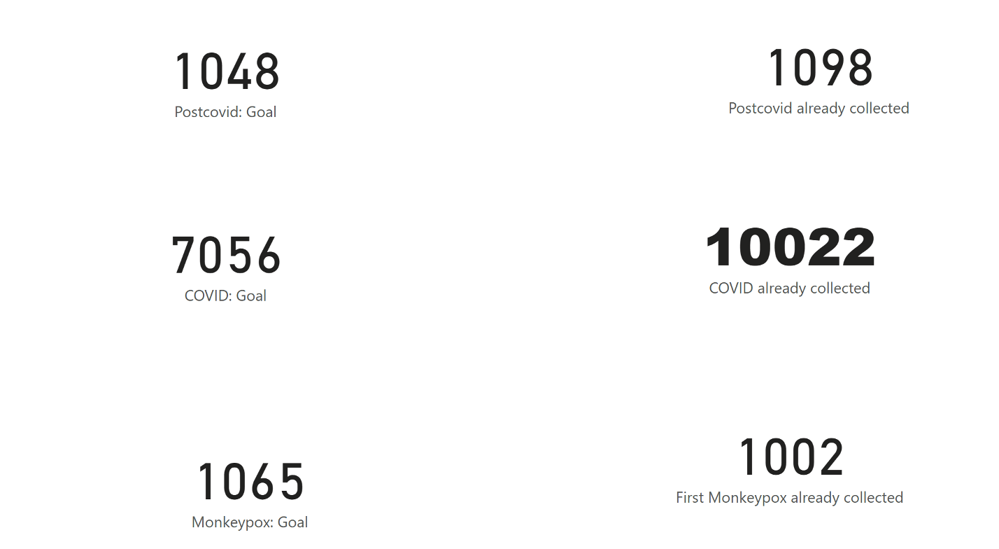 1048
Postcovid: Goal
1098
Postcovid already collected
7056
COVID: Goal
10022
COVID already collected
1065
Monkeypox: Goal
1002
First Monkeypox already collected